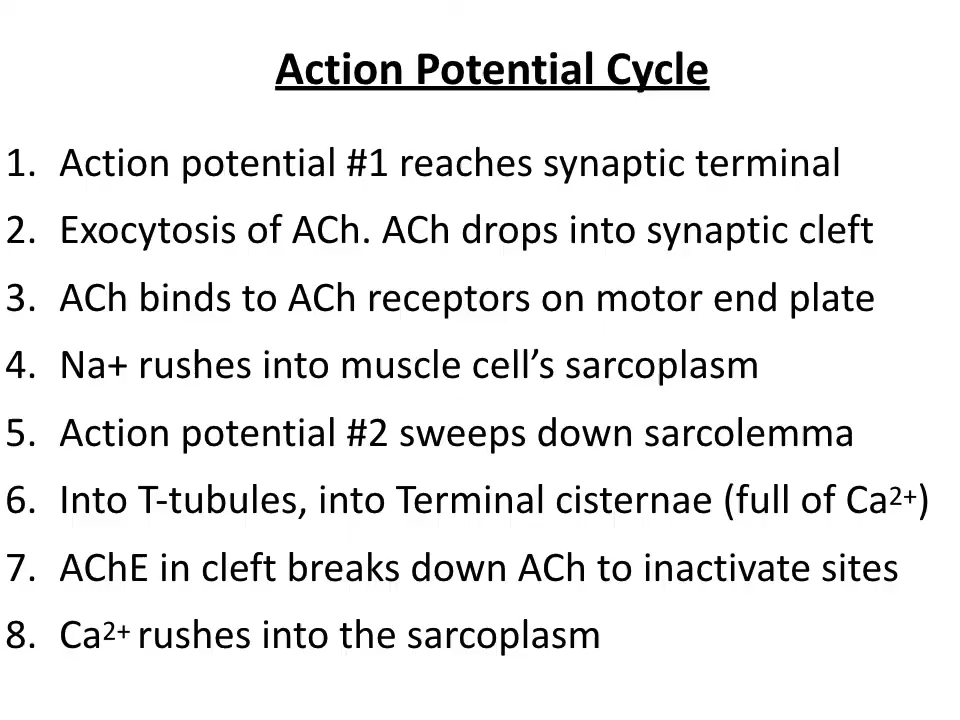 Action Potential Cycle
1. Action potential #1 reaches synaptic terminal
2. Exocytosis of ACh. ACh drops into synaptic cleft
3. ACh binds to ACh receptors on motor end plate
4. Na+ rushes into muscle cell’s sarcoplasm
5. Action potential #2 sweeps down sarcolemma
6. Into T-tubules, into Terminal cisternae (full of Ca²⁺)
7. AChE in cleft breaks down ACh to inactivate sites
8. Ca²⁺ rushes into the sarcoplasm